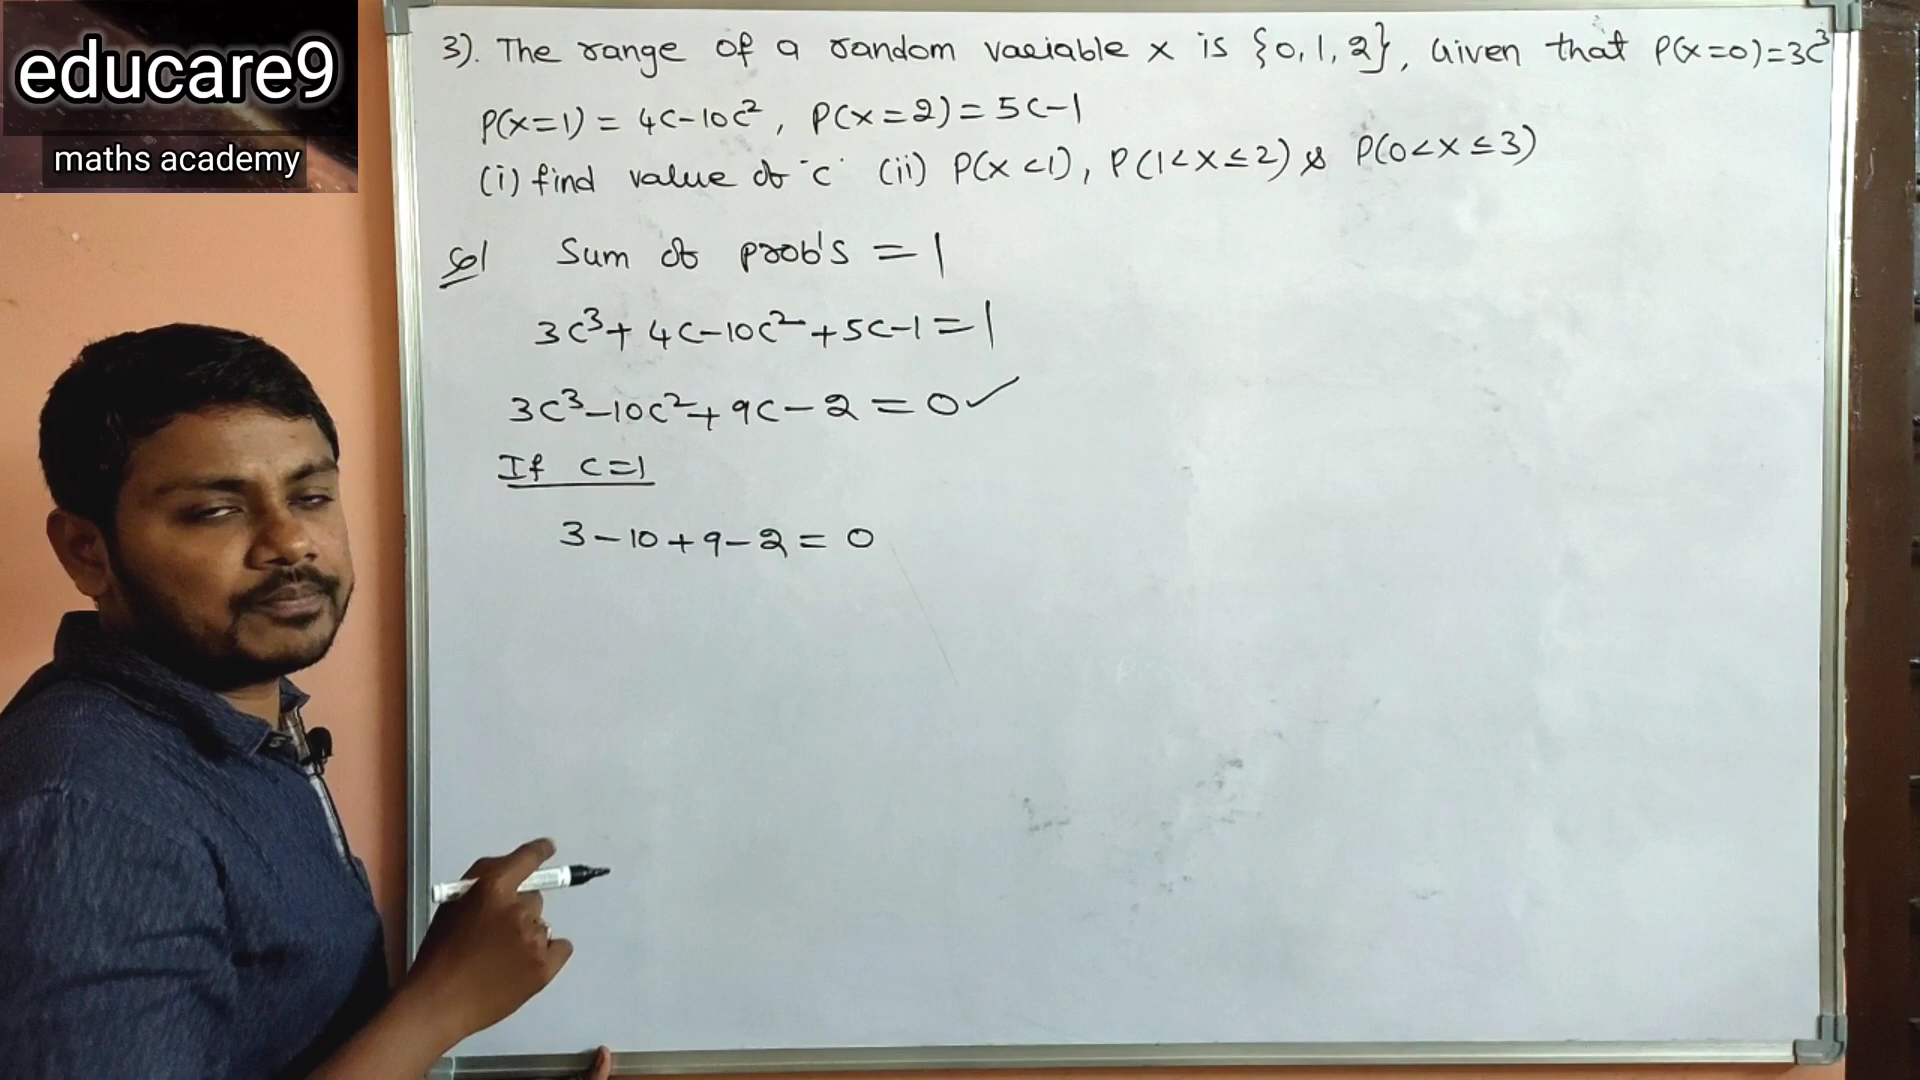 educare9
maths academy
3). The range of a random variable x is {0, 1, 2}, Given that P(x=0)=3c³
P(x=1) = 4c-10c², P(x=2)=5c-1
(i) find value of 'c' (ii) P(x<1), P(1<x≤2) & P(0<x≤3)
Sol Sum of prob's = 1
3c³+4c-10c²+5c-1=1
3c³-10c²+9c-2=0✓
If c=1
3-10+9-2=0